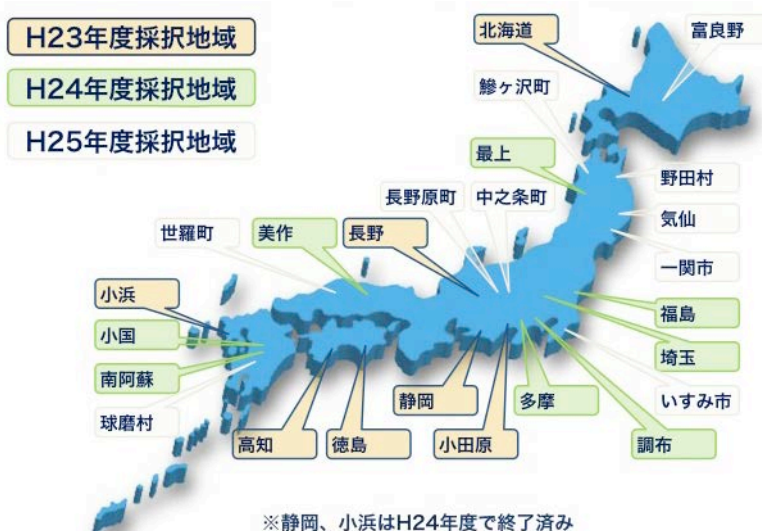 H23年度採択地域
H24年度採択地域
H25年度採択地域
北海道
富良野
鰺ヶ沢町
最上
野田村
長野原町
中之条町
気仙
世羅町
美作
長野
一関市
小浜
福島
小国
埼玉
南阿蘇
静岡
多摩
いすみ市
球磨村
高知
徳島
小田原
調布
※静岡、小浜はH24年度で終了済み